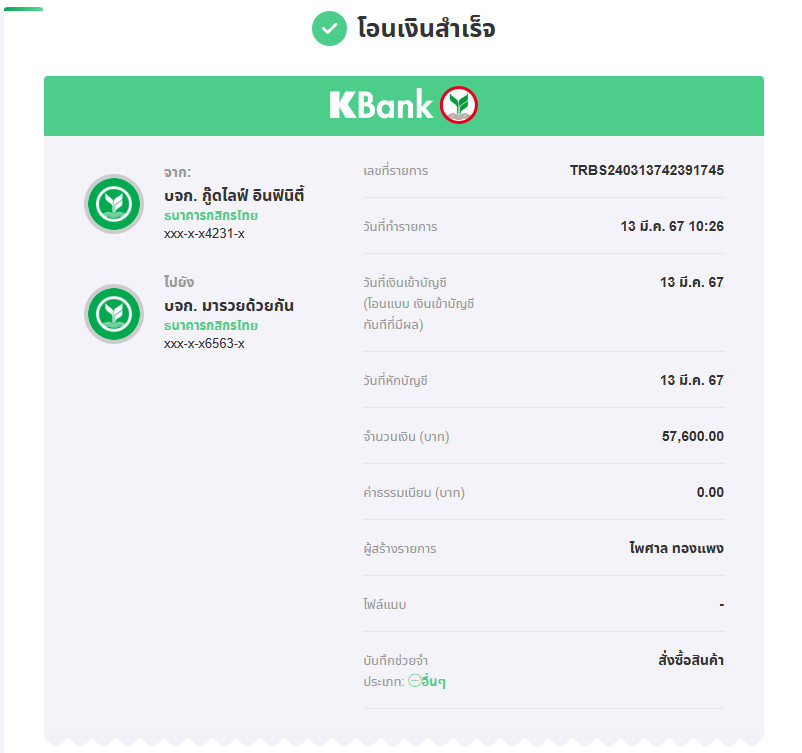 โอนเงินสำเร็จ
KBank
จาก:
บจก. กู๊ดไลฟ์ อินฟินิตี้
ธนาคารกสิกรไทย
xxx-x-x4231-x
ไปยัง
บจก. มารวยด้วยกัน
ธนาคารกสิกรไทย
xxx-x-x6563-x
เลขที่รายการ TRBS240313742391745
วันที่ทำรายการ 13 มี.ค. 67 10:26
วันที่เงินเข้าบัญชี 13 มี.ค. 67
(โอนแบบ เงินเข้าบัญชี
ทันทีที่มีผล)
วันที่หักบัญชี 13 มี.ค. 67
จำนวนเงิน (บาท) 57,600.00
ค่าธรรมเนียม (บาท) 0.00
ผู้สร้างรายการ ไพศาล ทองแพง
ไฟล์แนบ -
บันทึกช่วยจำ สั่งซื้อสินค้า
ประเภท: อื่นๆ